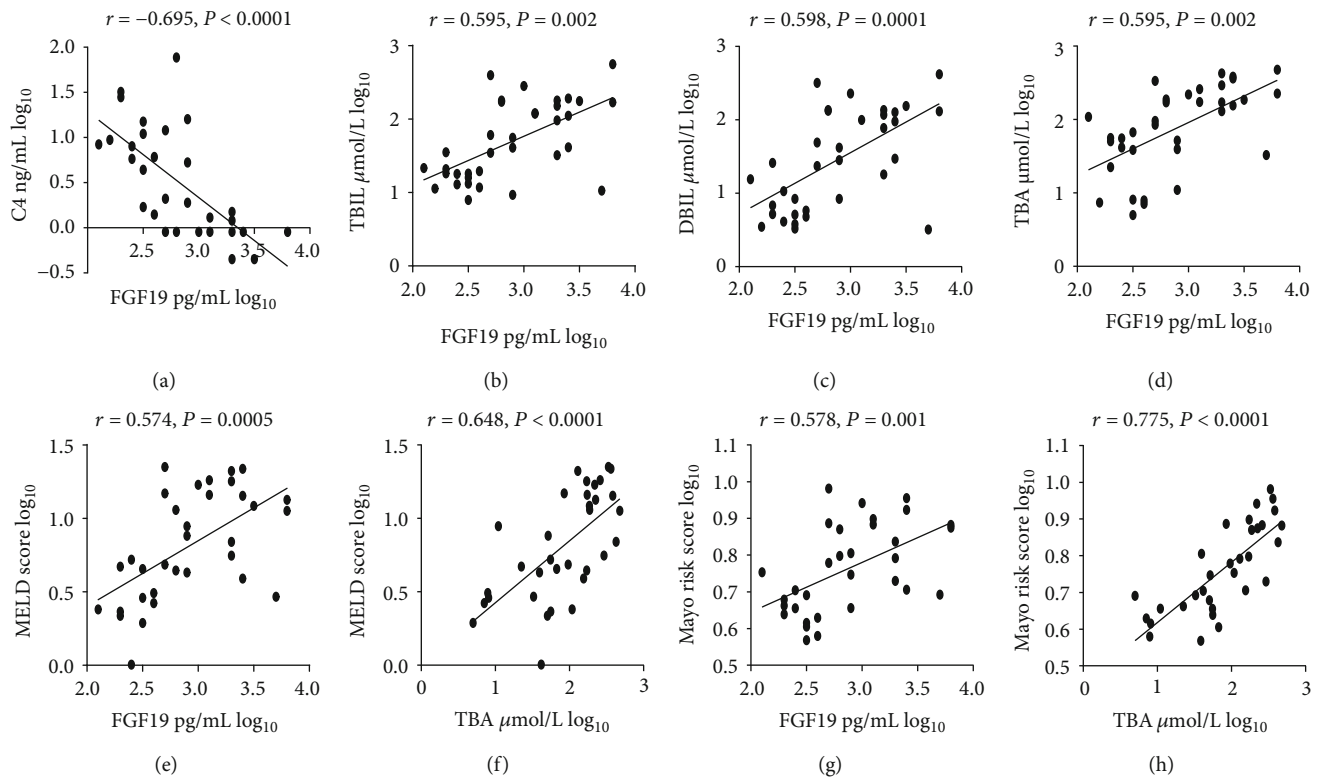 r = −0.695, P < 0.0001
C4 ng/mL log10
2.0
1.5
1.0
0.5
0.0
−0.5
2.5
3.0
3.5
4.0
FGF19 pg/mL log10
(a)
r = 0.595, P = 0.002
TBIL μmol/L log10
3
2
1
0
2.0
2.5
3.0
3.5
4.0
FGF19 pg/mL log10
(b)
r = 0.598, P = 0.0001
DBIL μmol/L log10
3
2
1
0
2.0
2.5
3.0
3.5
4.0
FGF19 pg/mL log10
(c)
r = 0.595, P = 0.002
TBA μmol/L log10
3
2
1
0
2.0
2.5
3.0
3.5
4.0
FGF19 pg/mL log10
(d)
r = 0.574, P = 0.0005
MELD score log10
1.5
1.0
0.5
0.0
2.0
2.5
3.0
3.5
4.0
FGF19 pg/mL log10
(e)
r = 0.648, P < 0.0001
MELD score log10
1.5
1.0
0.5
0.0
0
1
2
3
TBA μmol/L log10
(f)
r = 0.578, P = 0.001
Mayo risk score log10
1.1
1.0
0.9
0.8
0.7
0.6
0.5
2.0
2.5
3.0
3.5
4.0
FGF19 pg/mL log10
(g)
r = 0.775, P < 0.0001
Mayo risk score log10
1.1
1.0
0.9
0.8
0.7
0.6
0.5
0
1
2
3
TBA μmol/L log10
(h)